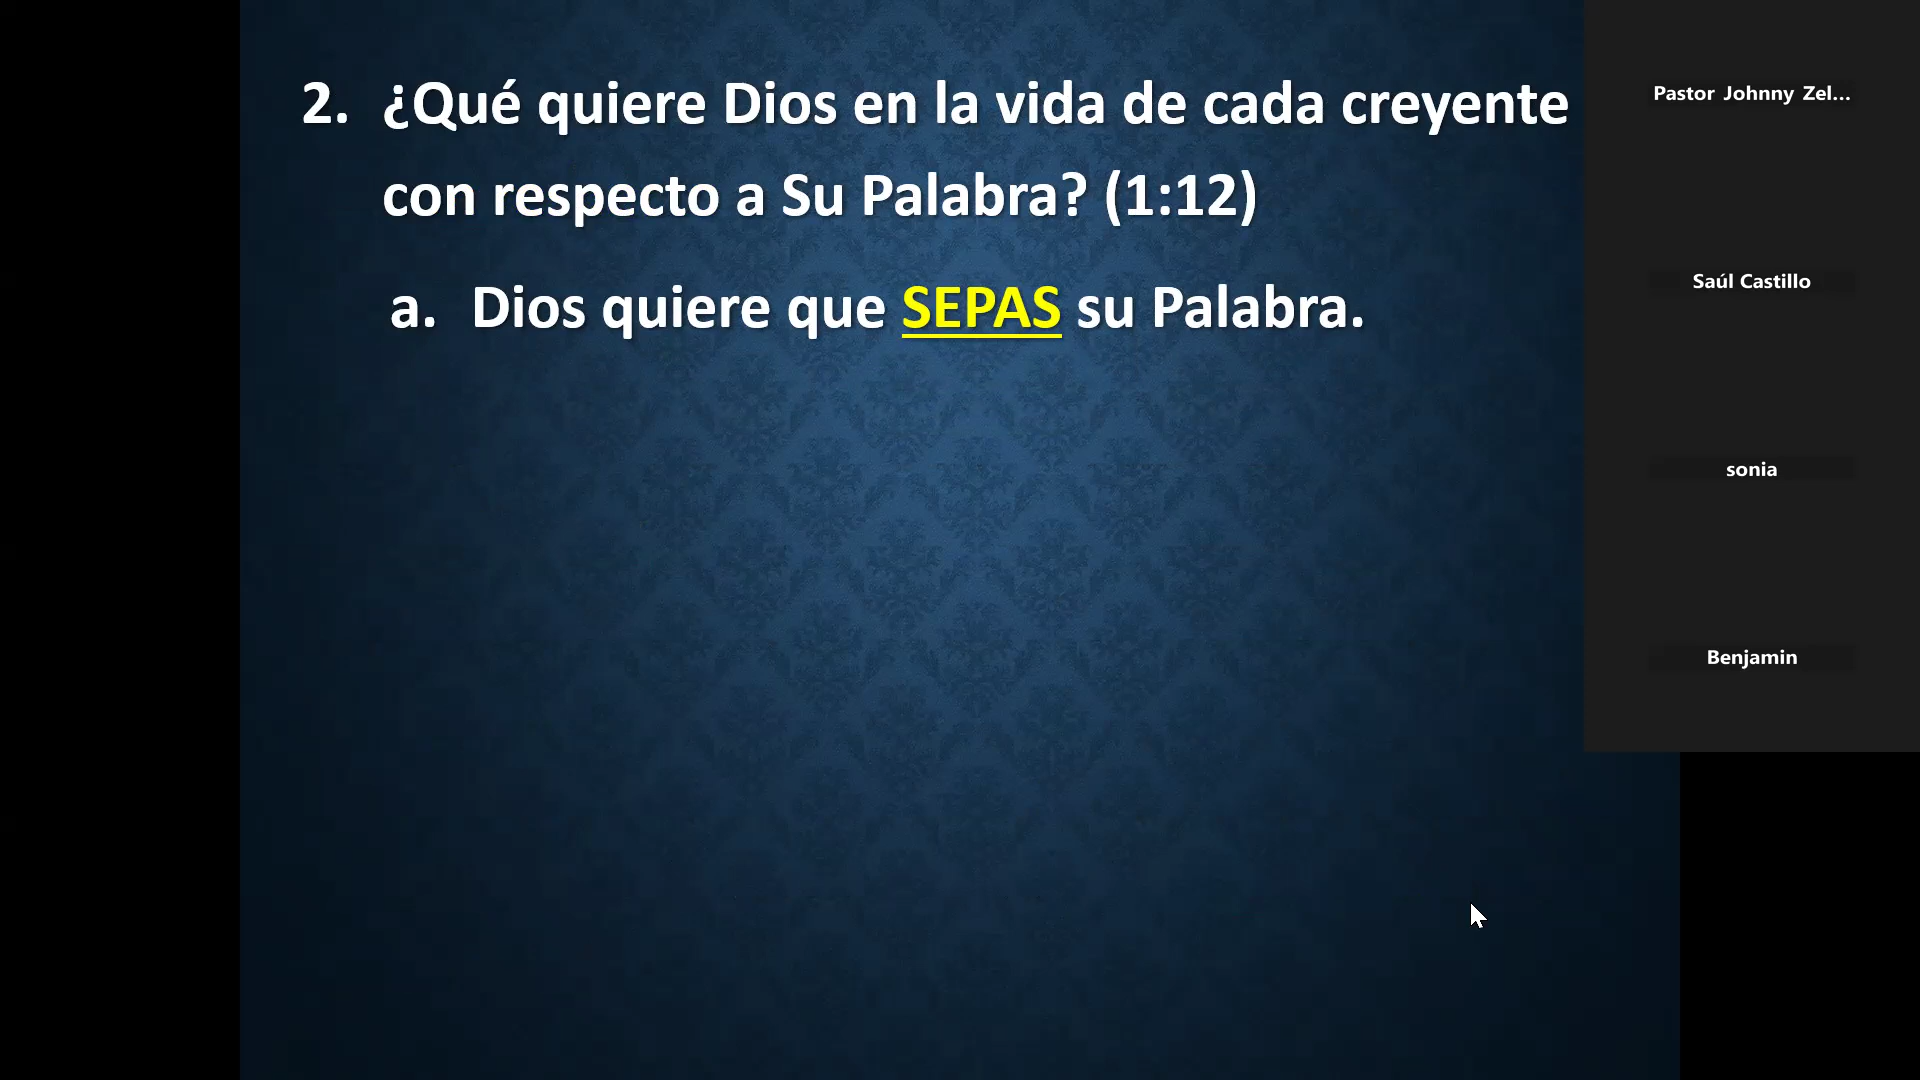 2. ¿Qué quiere Dios en la vida de cada creyente
con respecto a Su Palabra? (1:12)
a. Dios quiere que SEPAS su Palabra.
Pastor Johnny Zel...
Saúl Castillo
sonia
Benjamin